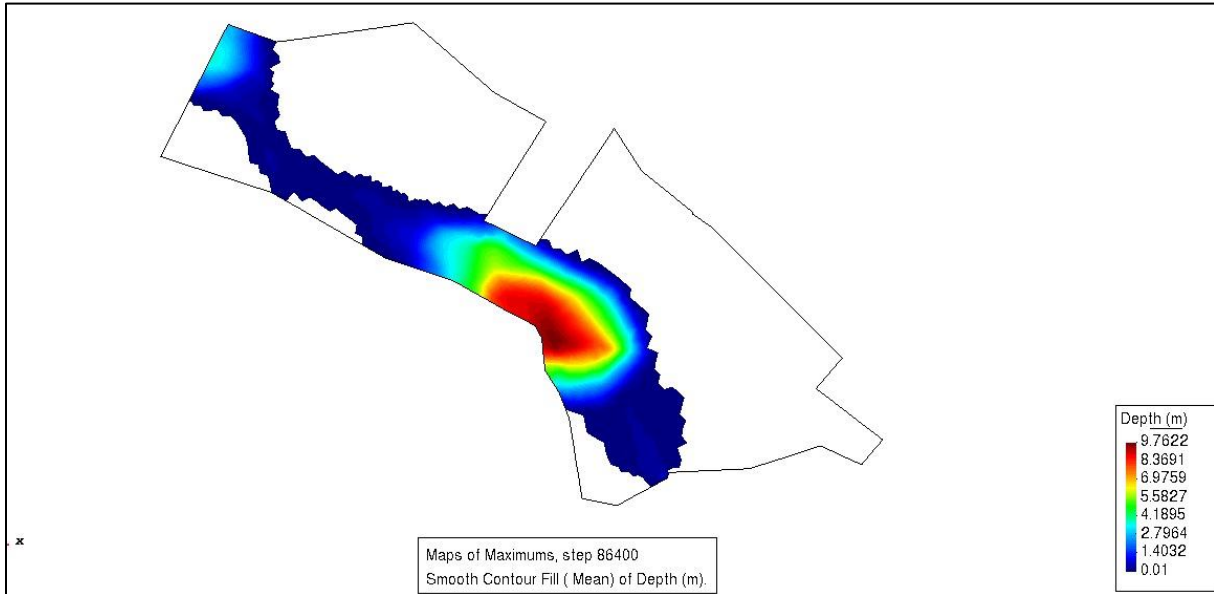 Depth (m)
9.7622
8.3691
6.9759
5.5827
4.1895
2.7964
1.4032
0.01
x
Maps of Maximums, step 86400
Smooth Contour Fill ( Mean) of Depth (m).